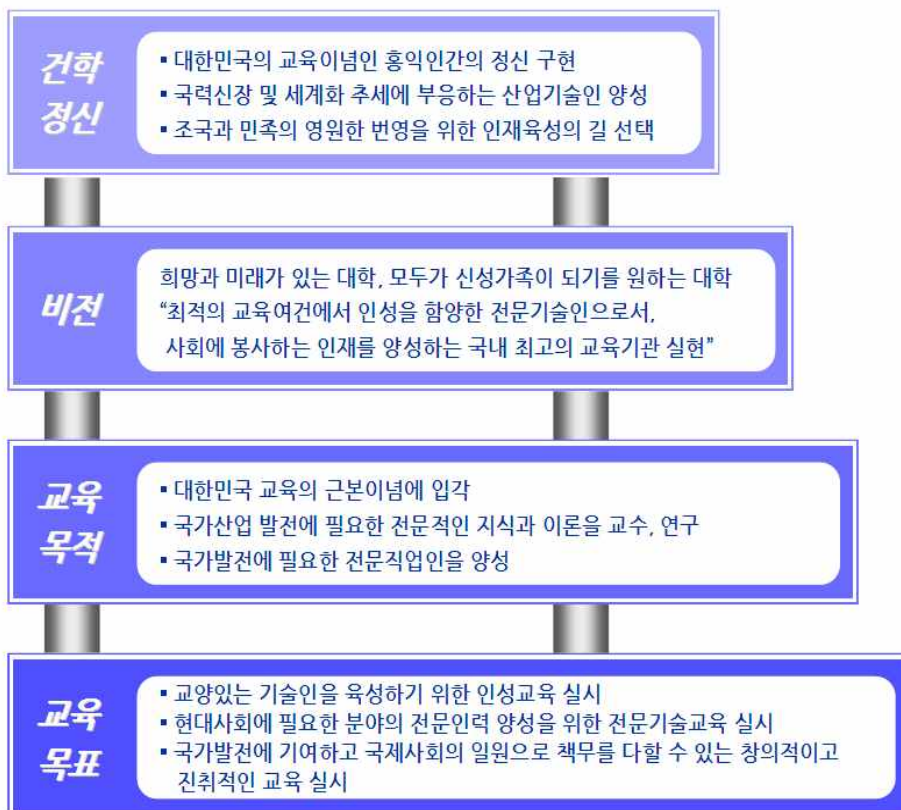 건학
정신
▪ 대한민국의 교육이념인 홍익인간의 정신 구현
▪ 국력신장 및 세계화 추세에 부응하는 산업기술인 양성
▪ 조국과 민족의 영원한 번영을 위한 인재육성의 길 선택
비전
희망과 미래가 있는 대학, 모두가 신성가족이 되기를 원하는 대학
“최적의 교육여건에서 인성을 함양한 전문기술인으로서,
사회에 봉사하는 인재를 양성하는 국내 최고의 교육기관 실현”
교육
목적
▪ 대한민국 교육의 근본이념에 입각
▪ 국가산업 발전에 필요한 전문적인 지식과 이론을 교수, 연구
▪ 국가발전에 필요한 전문직업인을 양성
교육
목표
▪ 교양있는 기술인을 육성하기 위한 인성교육 실시
▪ 현대사회에 필요한 분야의 전문인력 양성을 위한 전문기술교육 실시
▪ 국가발전에 기여하고 국제사회의 일원으로 책무를 다할 수 있는 창의적이고
진취적인 교육 실시